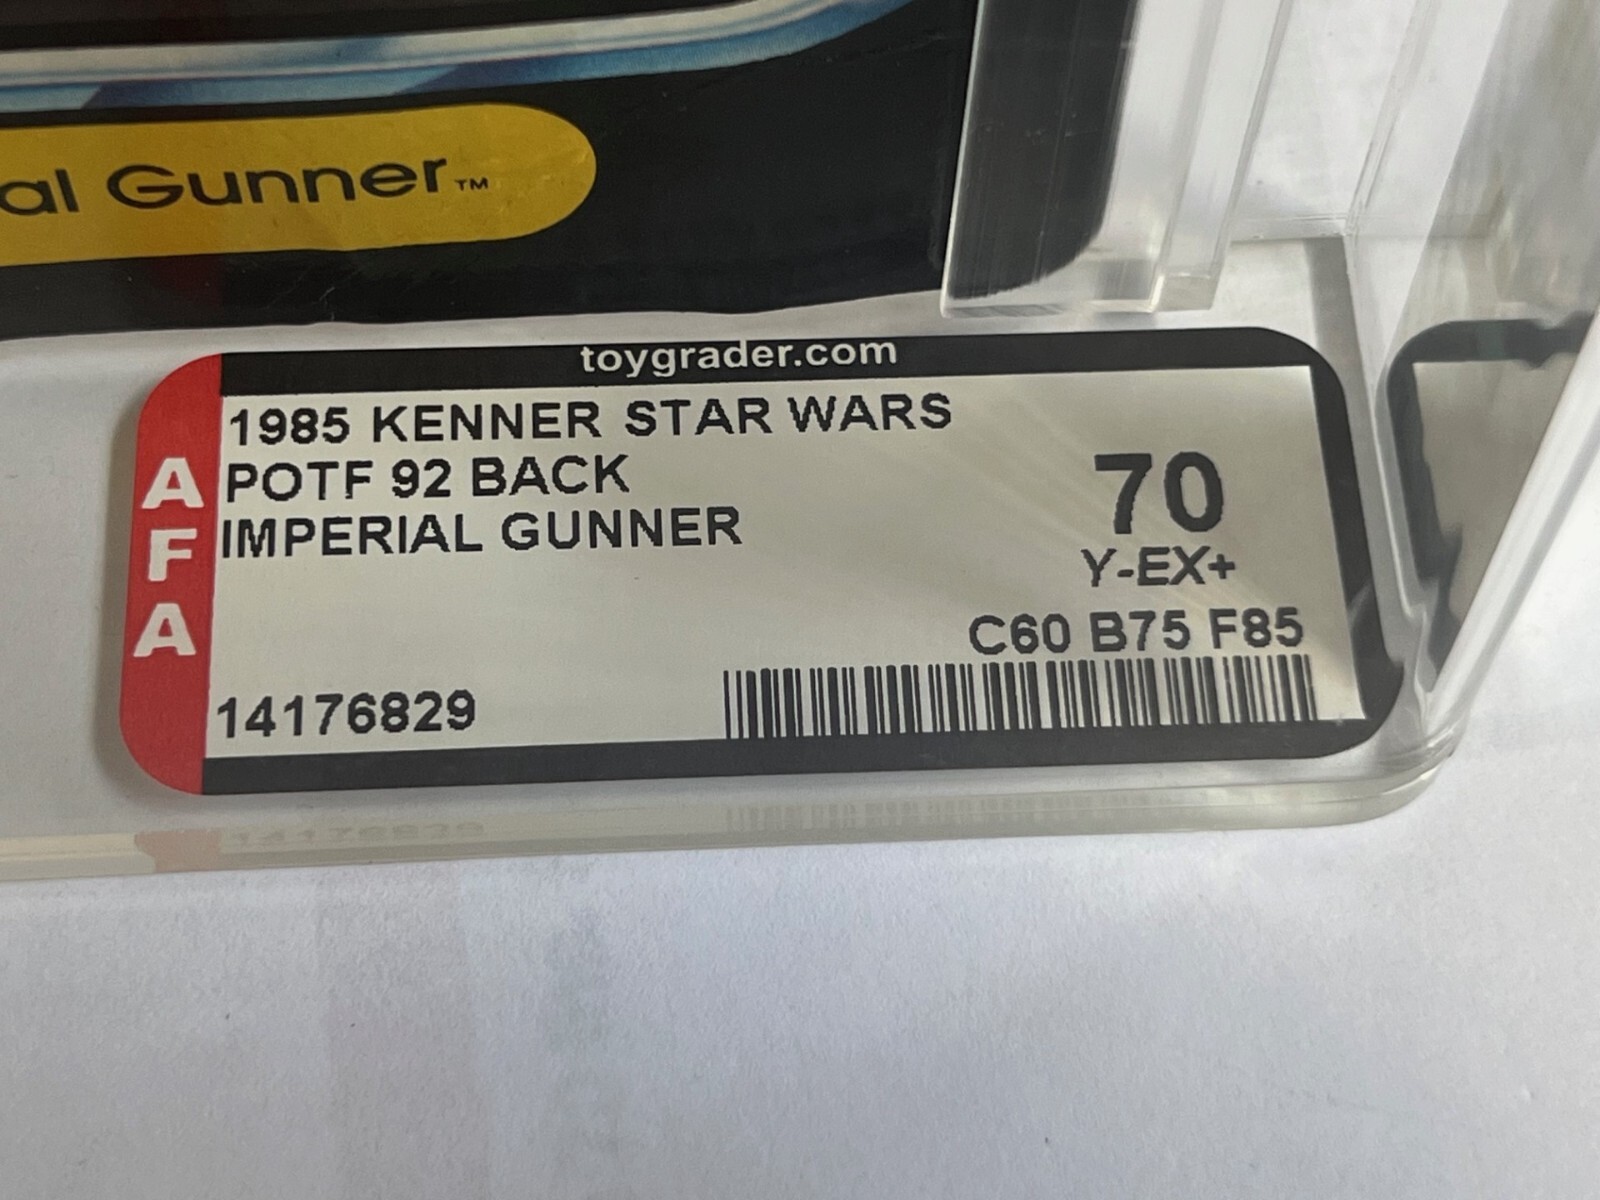 al Gunner™
toygrader.com
1985 KENNER STAR WARS
POTF 92 BACK
IMPERIAL GUNNER
70
Y-EX+
C60 B75 F85
14176829
AFA